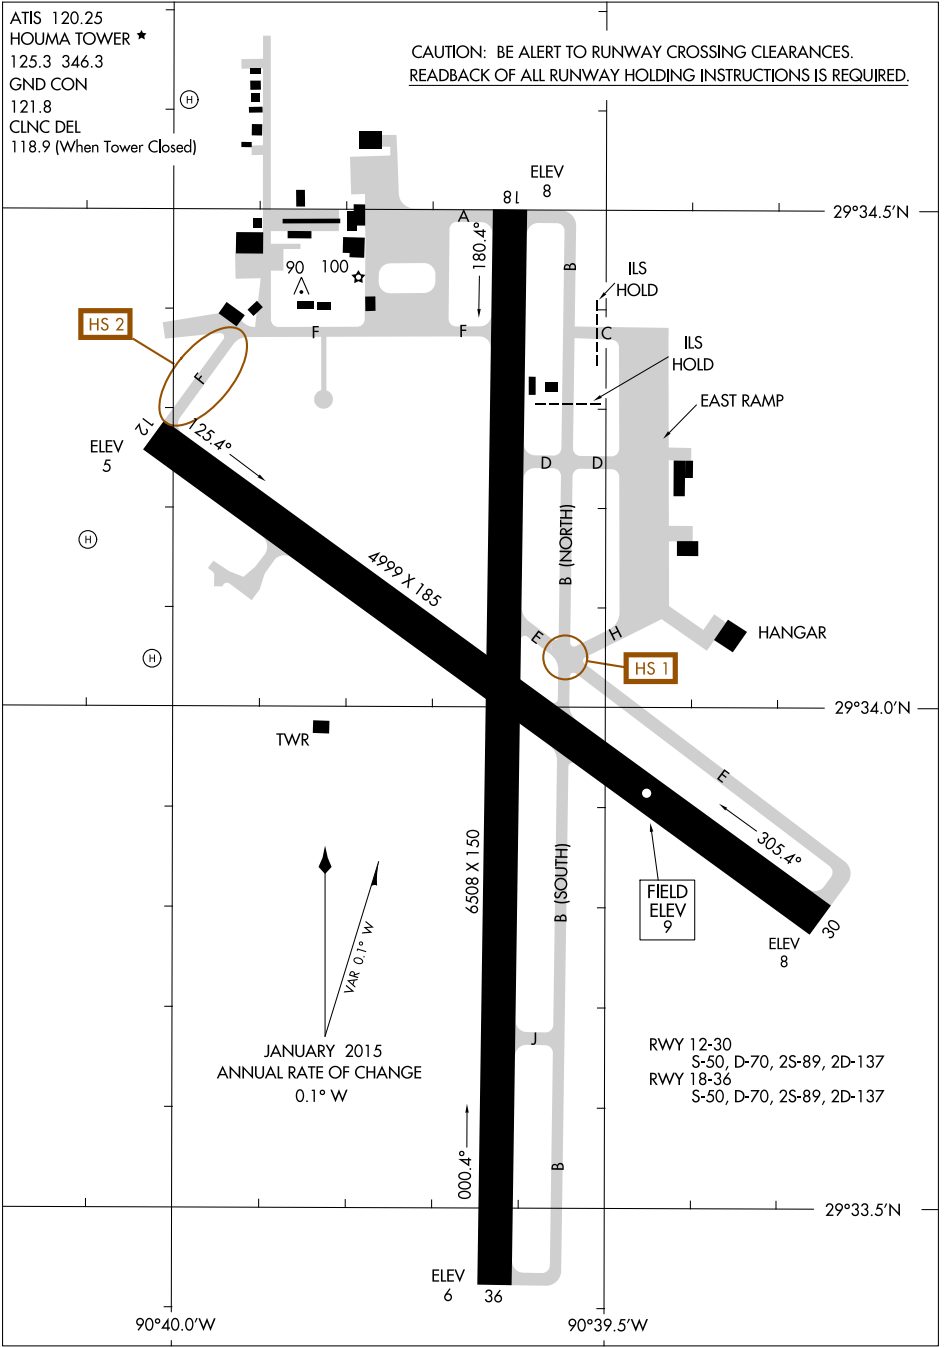 ATIS 120.25
HOUMA TOWER ★
125.3 346.3
GND CON
121.8
CLNC DEL
118.9 (When Tower Closed)
CAUTION: BE ALERT TO RUNWAY CROSSING CLEARANCES.
READBACK OF ALL RUNWAY HOLDING INSTRUCTIONS IS REQUIRED.
H
ELEV
8
18
29°34.5'N
A
180.4°
B
ILS
HOLD
90 100
HS 2
F
F
C
ILS
HOLD
F
EAST RAMP
12
125.4°
ELEV
5
D
D
H
4999 X 185
B (NORTH)
E
H
HANGAR
H
HS 1
29°34.0'N
TWR
E
305.4°
6508 X 150
B (SOUTH)
FIELD
ELEV
9
30
ELEV
8
VAR 0.1° W
J
JANUARY 2015
ANNUAL RATE OF CHANGE
0.1° W
RWY 12-30
S-50, D-70, 2S-89, 2D-137
RWY 18-36
S-50, D-70, 2S-89, 2D-137
000.4°
B
29°33.5'N
ELEV
6
36
90°40.0'W
90°39.5'W